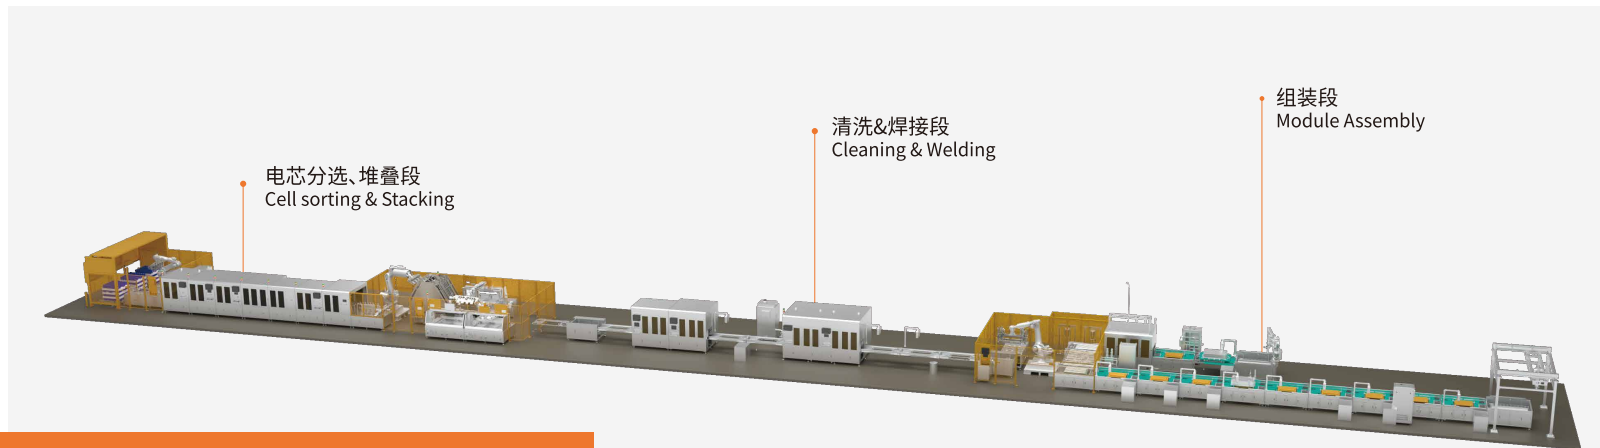 电芯分选、堆叠段
Cell sorting & Stacking
清洗&焊接段
Cleaning & Welding
组装段
Module Assembly